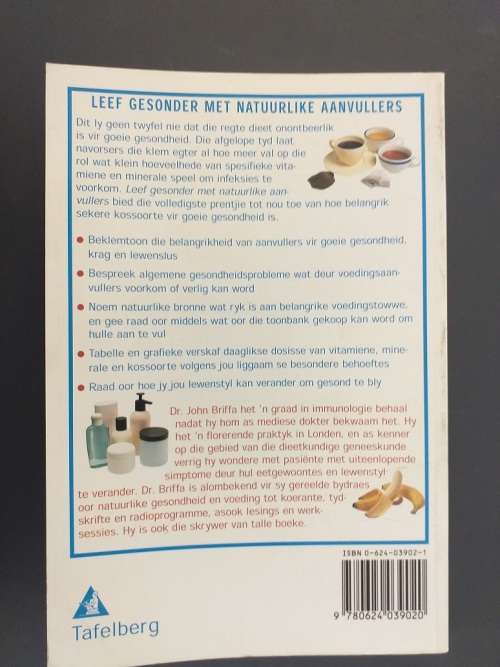 LEEF GESONDER MET NATUURLIKE AANVULLERS
Dit ly geen twyfel nie dat die regte dieet onontbeerlik
is vir goeie gesondheid. Die afgelope tyd laat
navorsers die klem egter al hoe meer val op die
rol wat klein hoeveelhede van spesifieke vita-
miene en minerale speel om infeksies te
voorkom. Leef gesonder met natuurlike aan-
vullers bied die volledigste prentjie tot nou toe van hoe belangrik
sekere kossoorte vir goeie gesondheid is.
Beklemtoon die belangrikheid van aanvullers vir goeie gesondheid,
krag en lewenslus
Bespreek algemene gesondheidsprobleme wat deur voedingsaan-
vullers voorkom of verlig kan word
Noem natuurlike bronne wat ryk is aan belangrike voedingstowwe,
en gee raad oor middels wat oor die toonbank gekoop kan word om
hulle aan te vul
Tabelle en grafieke verskaf daaglikse dosisse van vitamiene, mine-
rale en kossoorte volgens jou liggaam se besondere behoeftes
Raad oor hoe jy jou lewenstyl kan verander om gesond te bly
Dr. John Briffa het 'n graad in immunologie behaal
nadat hy hom as mediese dokter bekwaam het. Hy
het 'n florerende praktyk in Londen, en as kenner
op die gebied van die dieetkundige geneeskunde
verrig hy wondere met pasiënte met uiteenlopende
simptome deur hul eetgewoontes en lewenstyl
te verander. Dr. Briffa is alombekend vir sy gereelde bydraes
oor natuurlike gesondheid en voeding tot koerante, tyd-
skrifte en radioprogramme, asook lesings en werk-
sessies. Hy is ook die skrywer van talle boeke.
ISBN 0-624-03902-1
9 780624 039020
Tafelberg